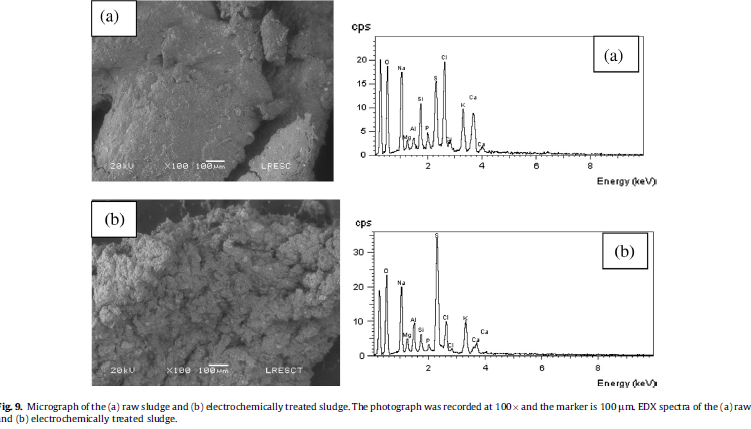 (a)
20kV X100 100μm LRESC
cps
(a)
20
15
10
5
0
O
Na
Mg
Al
Si
P
S
Cl
Cl
K
Ca
Ca
2 4 6 8
Energy (keV)
(b)
20kV X100 100μm LRESCT
cps
(b)
30
20
10
0
O
Na
Mg
Al
Si
P
S
Cl
Cl
K
Ca
Ca
2 4 6 8
Energy (keV)
Fig. 9. Micrograph of the (a) raw sludge and (b) electrochemically treated sludge. The photograph was recorded at 100× and the marker is 100 μm. EDX spectra of the (a) raw
and (b) electrochemically treated sludge.